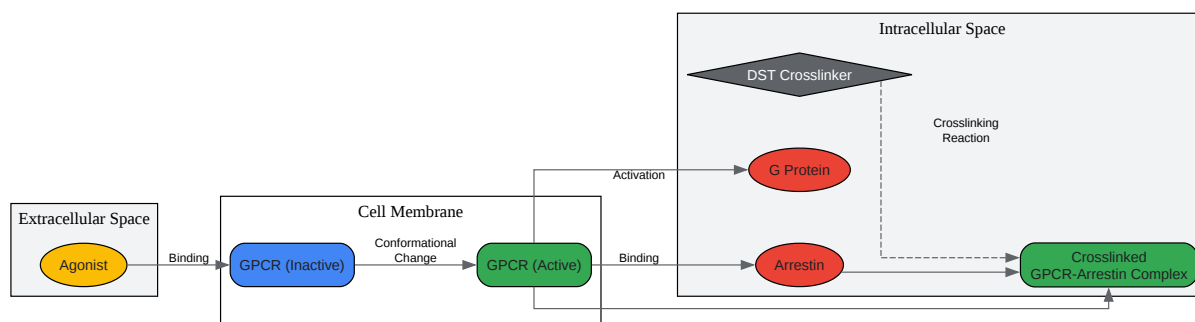 Intracellular Space
DST Crosslinker
Crosslinking
Reaction
G Protein
Activation
Extracellular Space
Cell Membrane
Agonist
Binding
GPCR (Inactive)
Conformational
Change
GPCR (Active)
Binding
Arrestin
Crosslinked
GPCR-Arrestin Complex